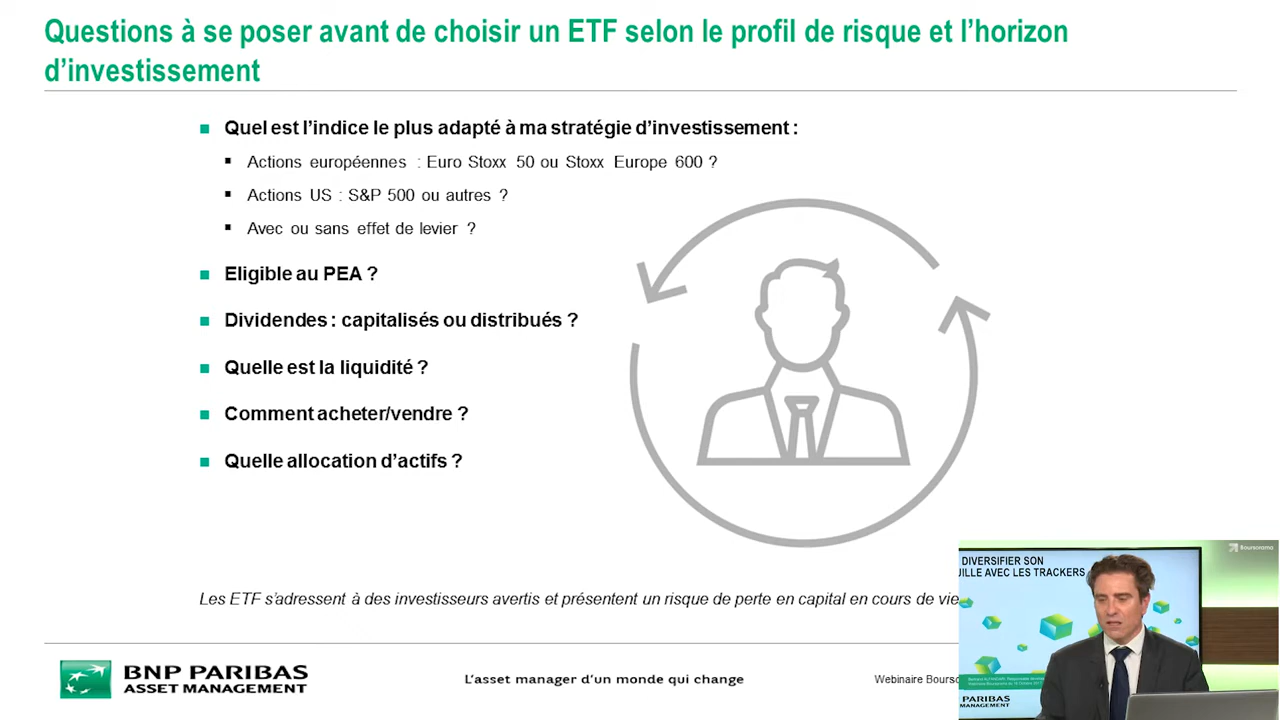 Questions à se poser avant de choisir un ETF selon le profil de risque et l’horizon
d’investissement
Quel est l’indice le plus adapté à ma stratégie d’investissement :
Actions européennes : Euro Stoxx 50 ou Stoxx Europe 600 ?
Actions US : S&P 500 ou autres ?
Avec ou sans effet de levier ?
Eligible au PEA ?
Dividendes : capitalisés ou distribués ?
Quelle est la liquidité ?
Comment acheter/vendre ?
Quelle allocation d’actifs ?
Les ETF s’adressent à des investisseurs avertis et présentent un risque de perte en capital en cours de vie
BNP PARIBAS
ASSET MANAGEMENT
L’asset manager d’un monde qui change
Webinaire
Boursorama
DIVERSIFIER SON
AVEC LES TRACKERS
PARIBAS
MANAGEMENT